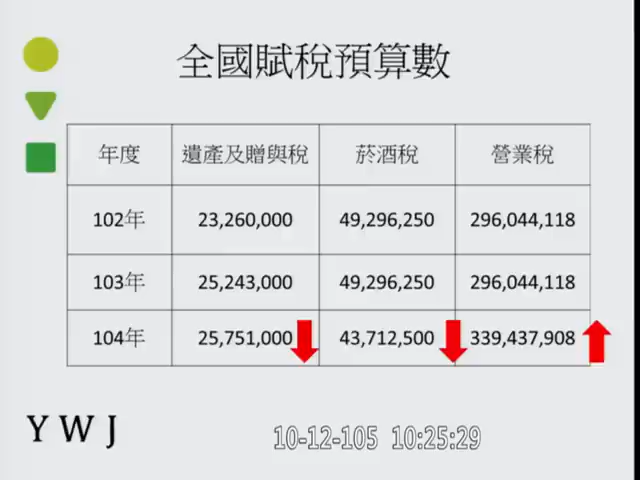 全國賦稅預算數
年度 遺產及贈與稅 菸酒稅 營業稅
102年 23,260,000 49,296,250 296,044,118
103年 25,243,000 49,296,250 296,044,118
104年 25,751,000 43,712,500 339,437,908
Y W J
10-12-105 10:25:29